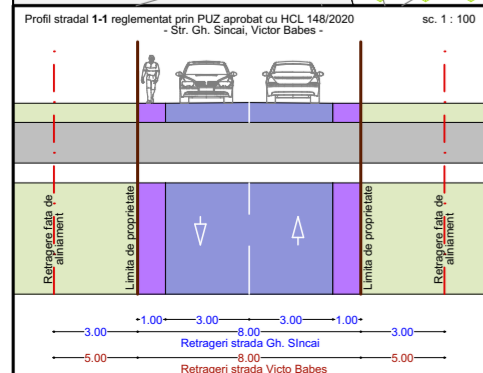 Profil stradal 1-1 reglementat prin PUZ aprobat cu HCL 148/2020 sc. 1 : 100
- Str. Gh. Sincai, Victor Babes -
Retragere fata de
aliniament
Limita de proprietate
Limita de proprietate
Retragere fata de
aliniament
1.00 3.00 3.00 1.00
3.00 8.00 3.00
Retrageri strada Gh. SIncai
5.00 8.00 5.00
Retrageri strada Victo Babes